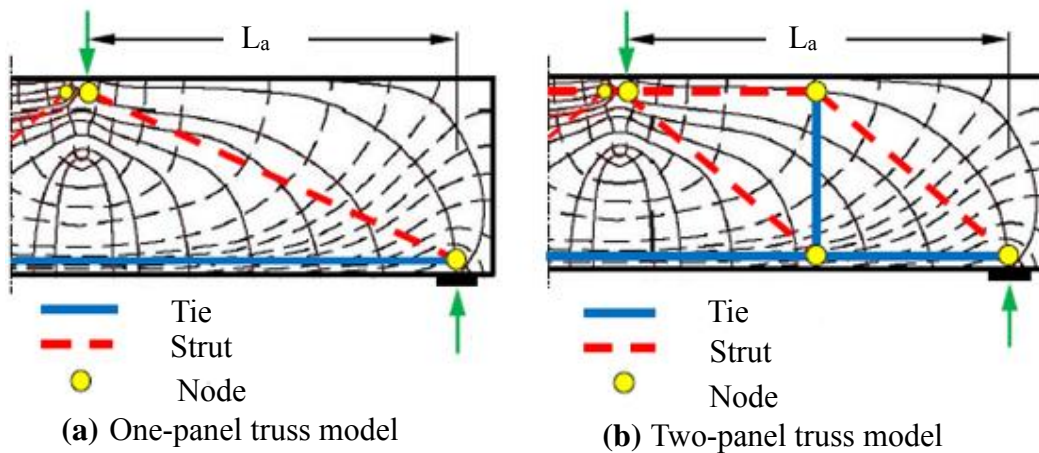 Lₐ
Tie
Strut
Node
(a) One-panel truss model
Lₐ
Tie
Strut
Node
(b) Two-panel truss model